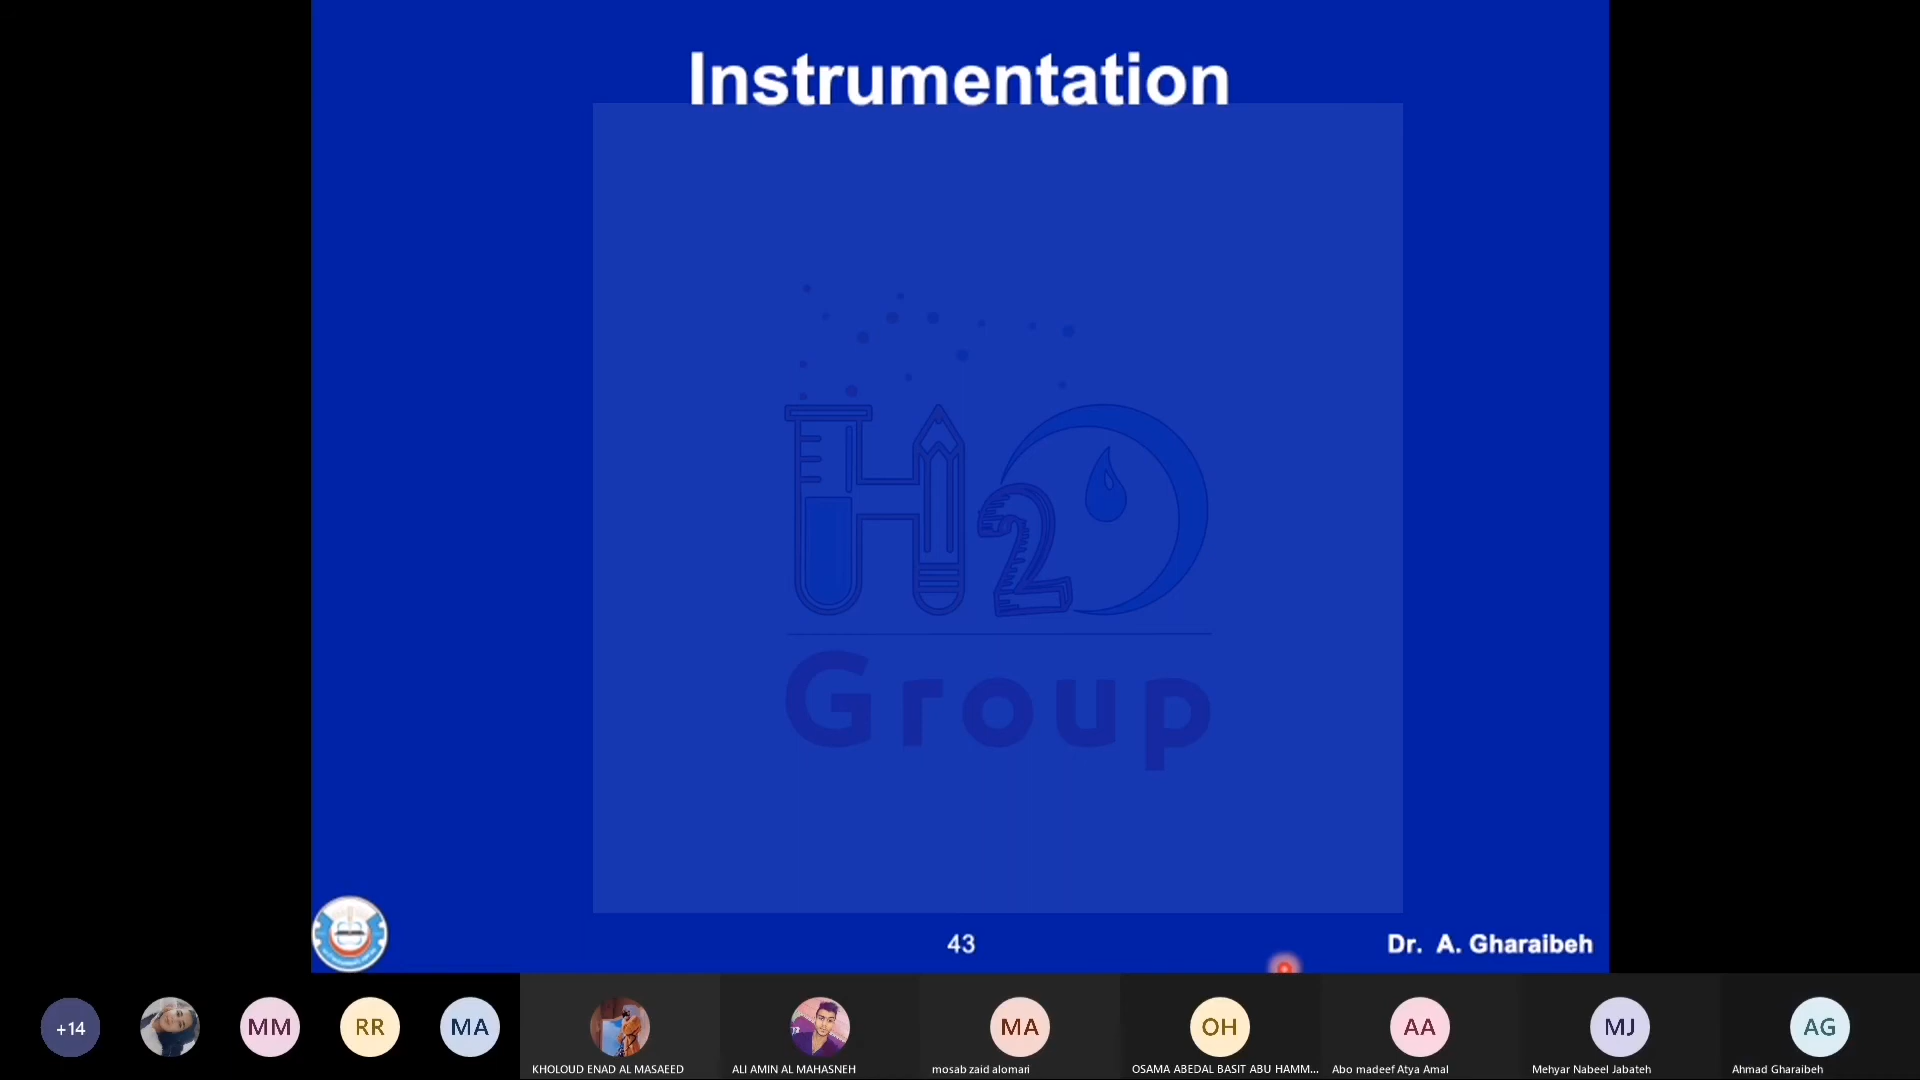 Instrumentation
H2O
Group
43
Dr. A. Gharaibeh
+14
MM
RR
MA
MA
OH
AA
MJ
AG
KHOLOUD ENAD AL MASAEED
ALI AMIN AL MAHASNEH
mosab zaid alomari
OSAMA ABEDAL BASIT ABU HAMM...
Abo madeef Atya Amal
Mehyar Nabeel Jabateh
Ahmad Gharaibeh